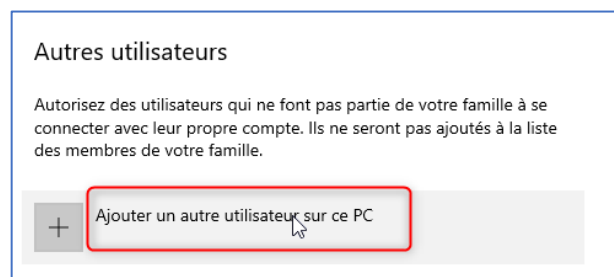 Autres utilisateurs
Autorisez des utilisateurs qui ne font pas partie de votre famille à se
connecter avec leur propre compte. Ils ne seront pas ajoutés à la liste
des membres de votre famille.
Ajouter un autre utilisateur sur ce PC